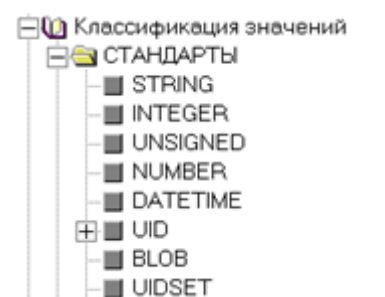 Классификация значений
СТАНДАРТЫ
STRING
INTEGER
UNSIGNED
NUMBER
DATETIME
UID
BLOB
UIDSET